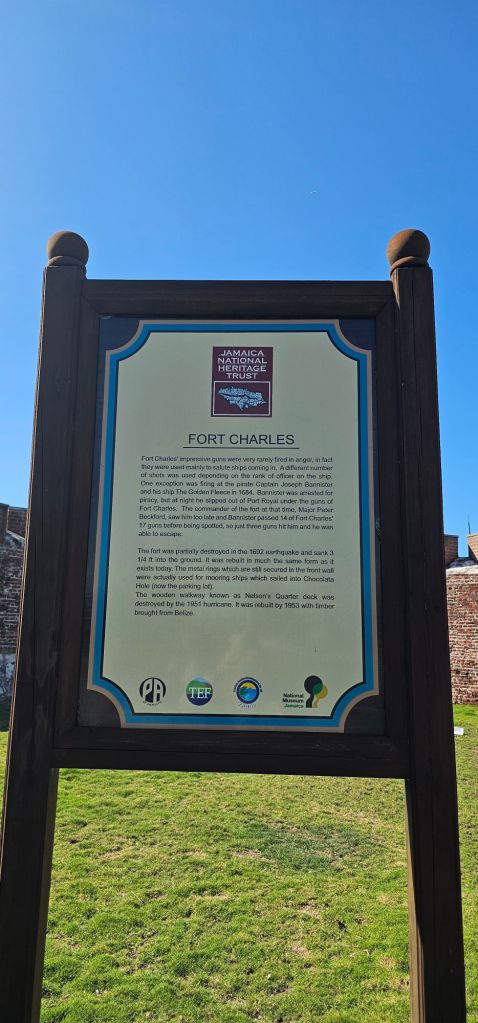 JAMAICA
NATIONAL
HERITAGE
TRUST
FORT CHARLES
Fort Charles' impressive guns were very rarely fired in anger, in fact
they were used mainly to salute ships coming in. A different number
of shots was used depending on the rank of officer on the ship.
One exception was firing at the pirate Captain Joseph Bannister
and his ship The Golden Fleece in 1684. Bannister was arrested for
piracy, but at night he slipped out of Port Royal under the guns of
Fort Charles. The commander of the fort at that time, Major Peter
Beckford, saw him too late and Bannister passed 14 of Fort Charles'
17 guns before being spotted, so just three guns hit him and he was
able to escape.
The fort was partially destroyed in the 1692 earthquake and sank 3
1/4 ft into the ground. it was rebuilt in much the same form as it
exists today. The metal rings which are still secured in the front wall
were actually used for mooring ships which sailed into Chocolata
Hole (now the parking lot).
The wooden walkway known as Nelson's Quarter deck was
destroyed by the 1951 hurricane. It was rebuilt by 1953 with timber
brought from Belize.
PA
TEF
National
Museum
Jamaica